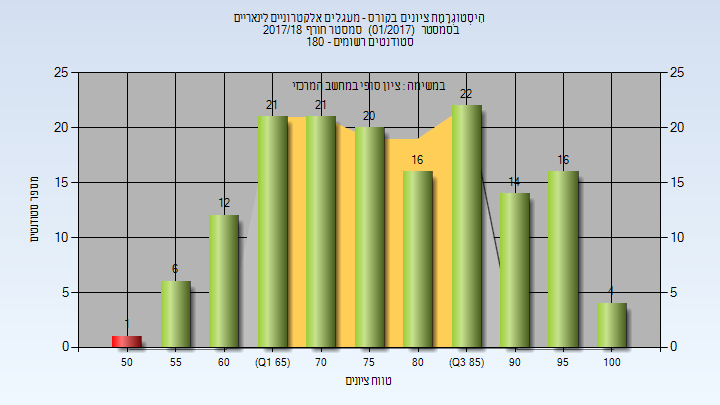 היסטוגרמת ציונים בקורס - מעגלים אלקטרוניים לינאריים
בסמסטר (01/2017) סמסטר חורף 2017/18
סטודנטים רשומים - 180
במשימה : ציון סופי במחשב המרכזי
25 25
20 20
15 15
10 10
5 5
0 0
1 6 12 21 21 20 16 22 14 16 4
מספר סטודנטים
50 55 60 (Q1 65) 70 75 80 (Q3 85) 90 95 100
טווח ציונים